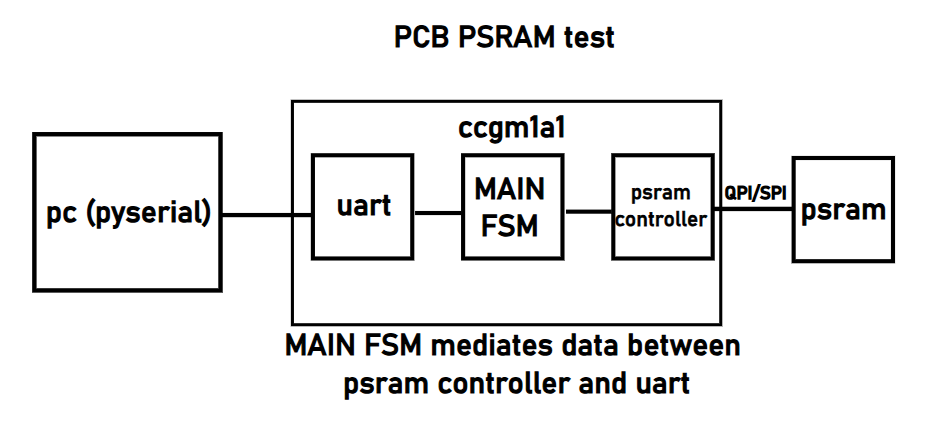 PCB PSRAM test
ccgm1a1
pc (pyserial)
uart
MAIN
FSM
psram
controller
QPI/SPI
psram
MAIN FSM mediates data between
psram controller and uart